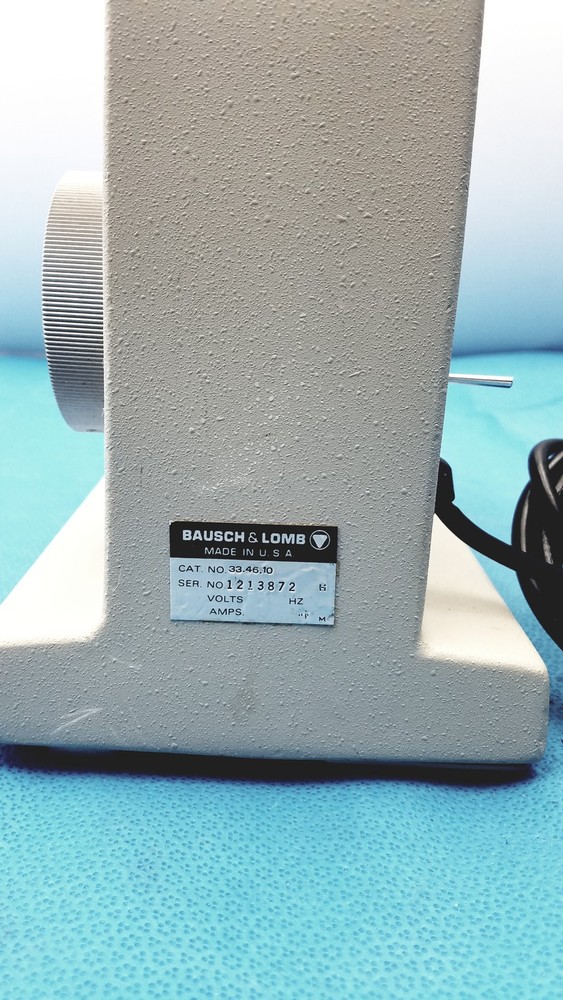 BAUSCH & LOMB
MADE IN U.S.A
CAT. NO. 33.46.10
SER. NO 1213872
VOLTS HZ
AMPS. M